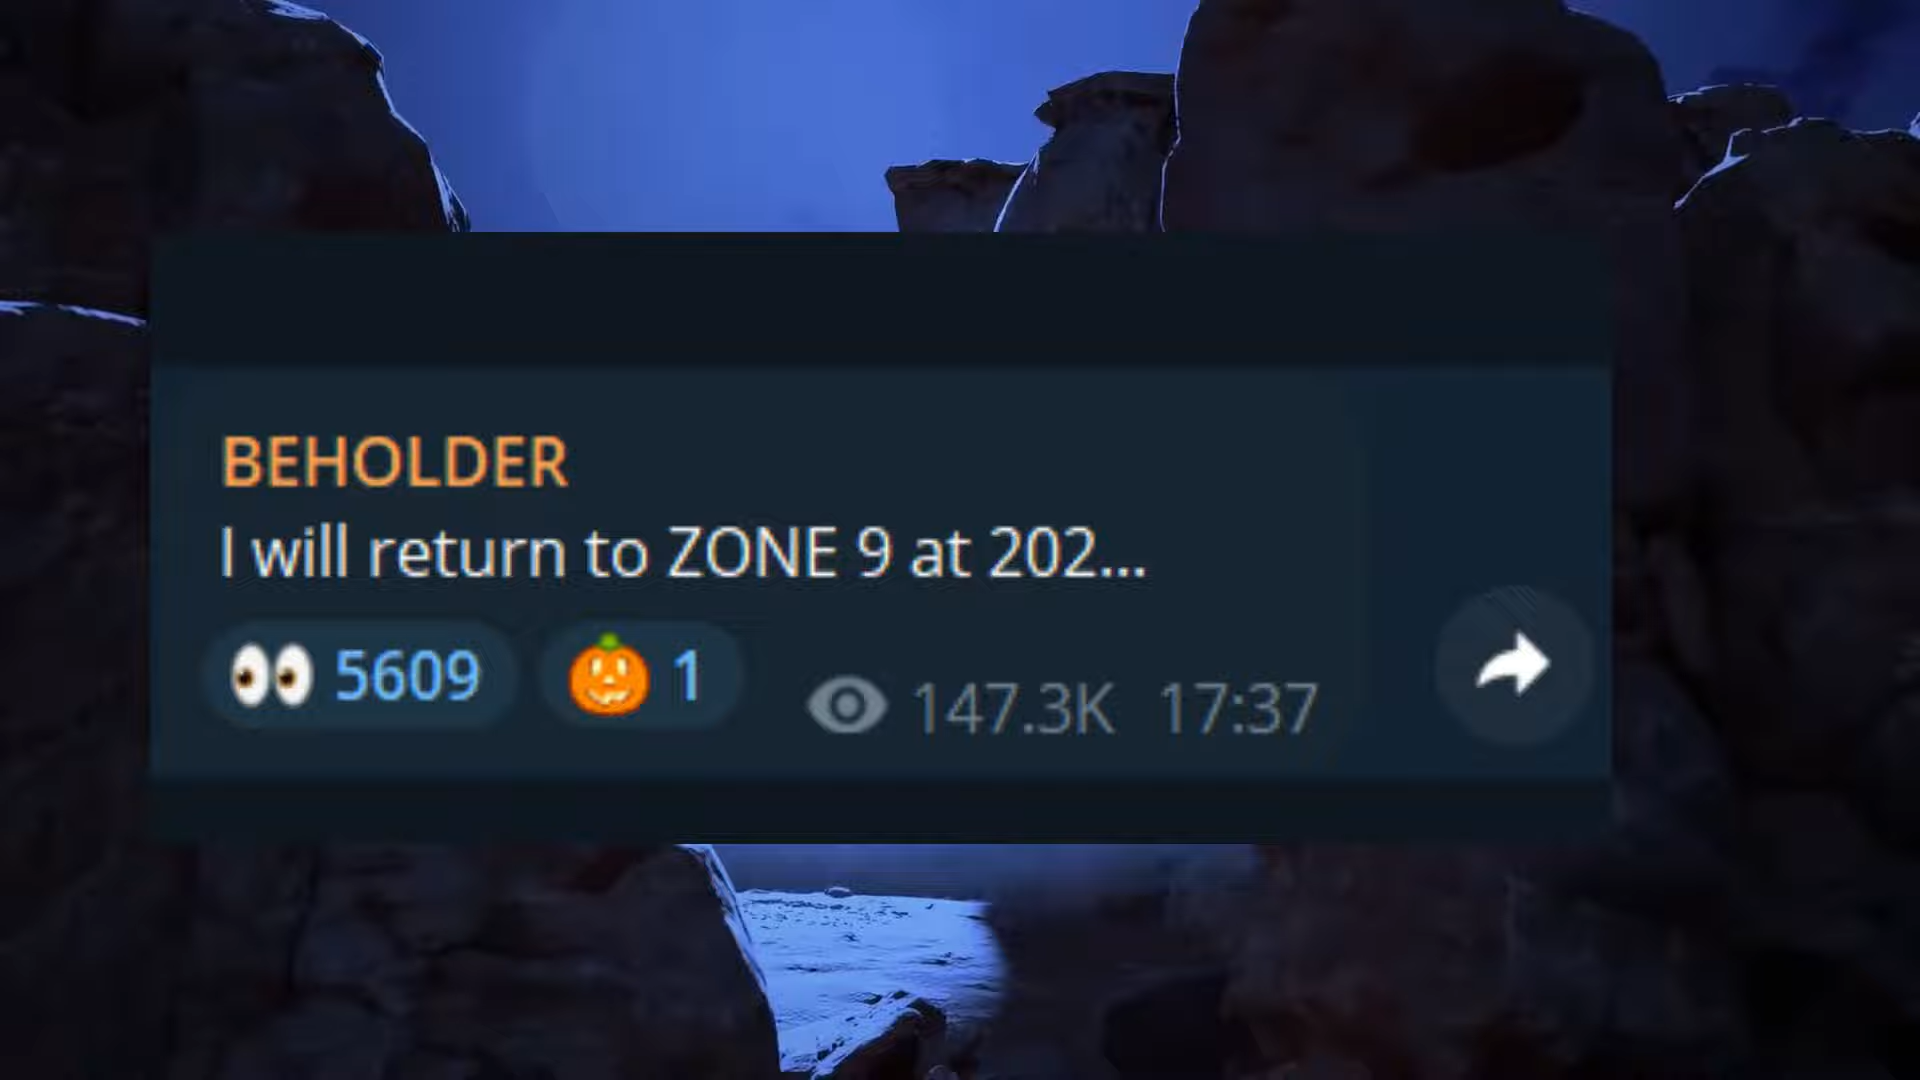 BEHOLDER
I will return to ZONE 9 at 202...
👀 5609 🎃 1 147.3K 17:37